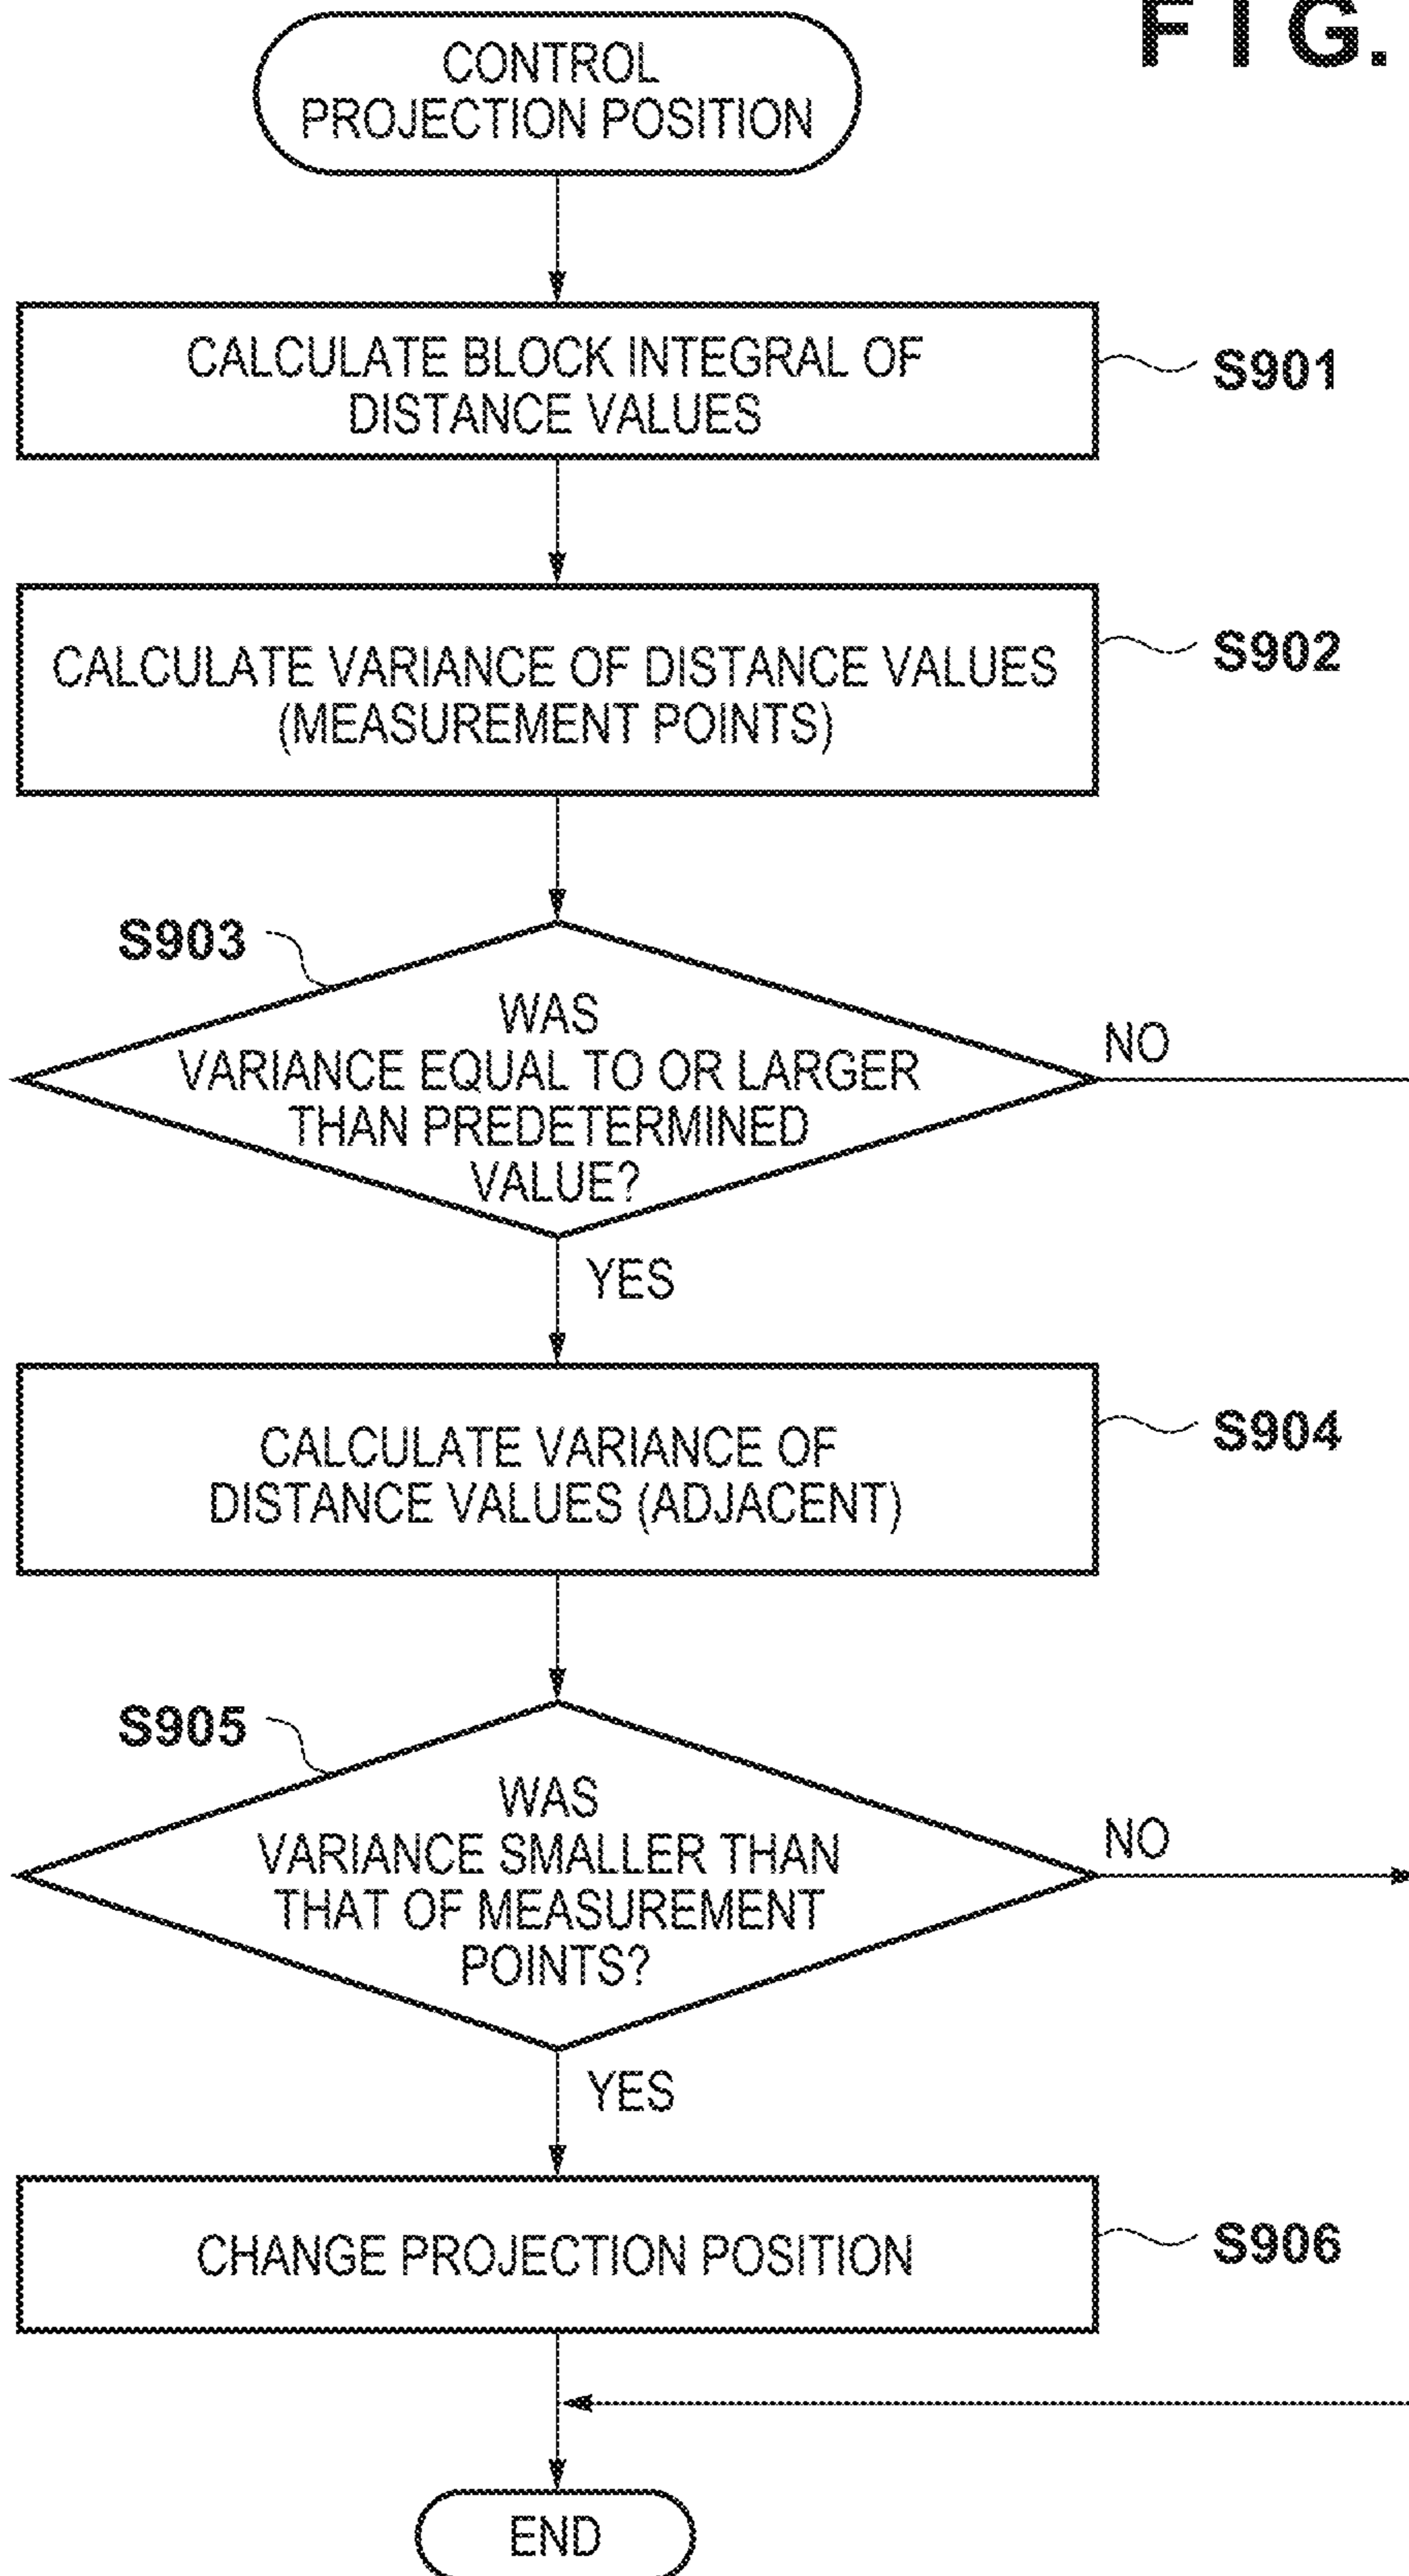 FIG.
CONTROL
PROJECTION POSITION
CALCULATE BLOCK INTEGRAL OF
DISTANCE VALUES
S901
CALCULATE VARIANCE OF DISTANCE VALUES
(MEASUREMENT POINTS)
S902
S903
WAS
VARIANCE EQUAL TO OR LARGER
THAN PREDETERMINED
VALUE?
NO
YES
CALCULATE VARIANCE OF
DISTANCE VALUES (ADJACENT)
S904
S905
WAS
VARIANCE SMALLER THAN
THAT OF MEASUREMENT
POINTS?
NO
YES
CHANGE PROJECTION POSITION
S906
END